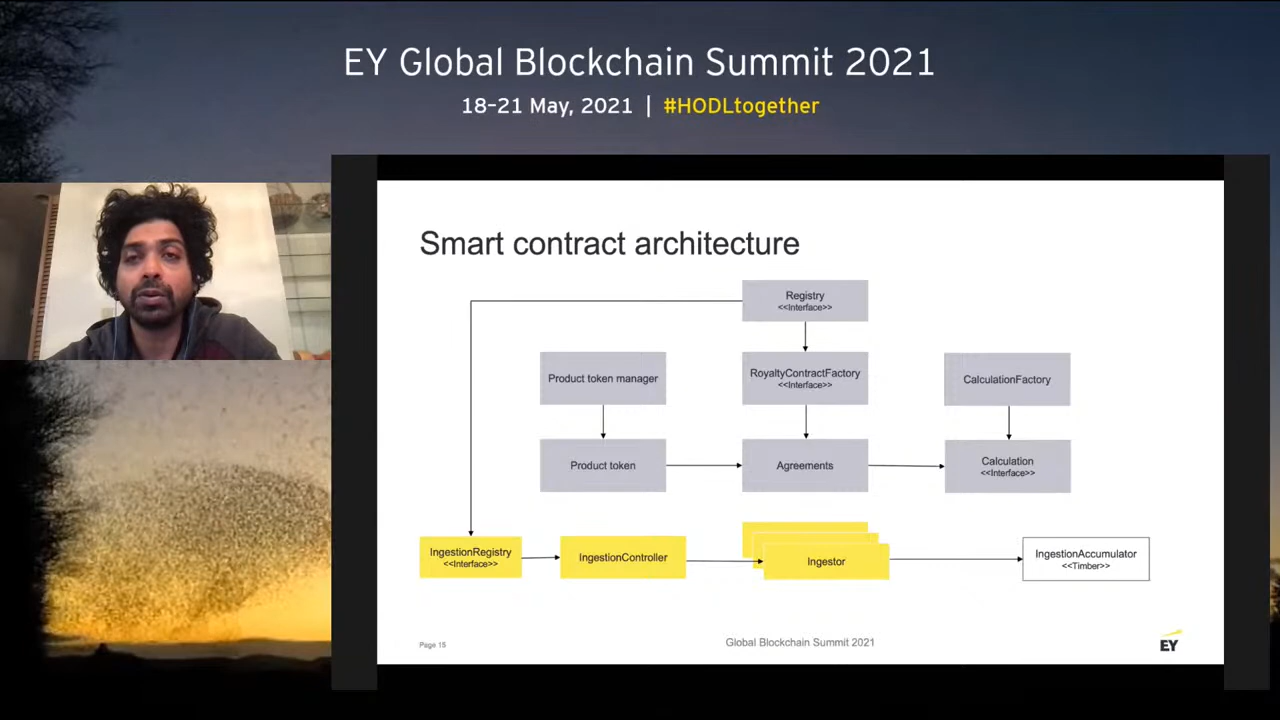 EY Global Blockchain Summit 2021
18–21 May, 2021 | #HODLtogether
Smart contract architecture
Registry
<<Interface>>
Product token manager
RoyaltyContractFactory
<<Interface>>
CalculationFactory
Product token
Agreements
Calculation
<<Interface>>
IngestionRegistry
<<Interface>>
IngestionController
Ingestor
IngestionAccumulator
<<Timber>>
Page 15
Global Blockchain Summit 2021
EY